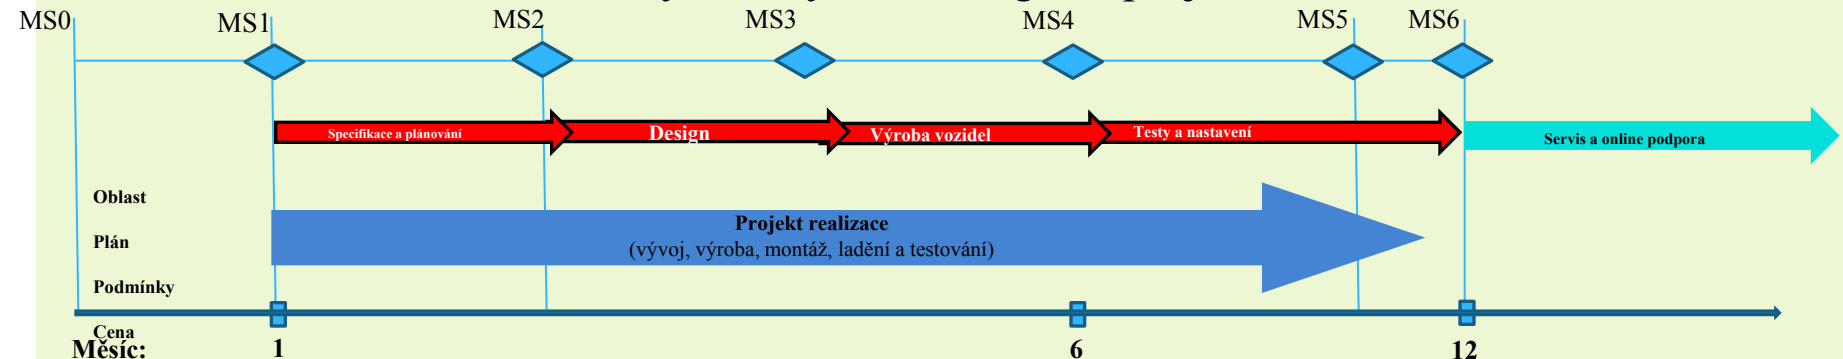 MS0
MS1
MS2
MS3
MS4
MS5
MS6
Specifikace a plánování
Design
Výroba vozidel
Testy a nastavení
Servis a online podpora
Oblast
Plán
Podmínky
Cena
Projekt realizace
(vývoj, výroba, montáž, ladění a testování)
Měsíc:
1
6
12